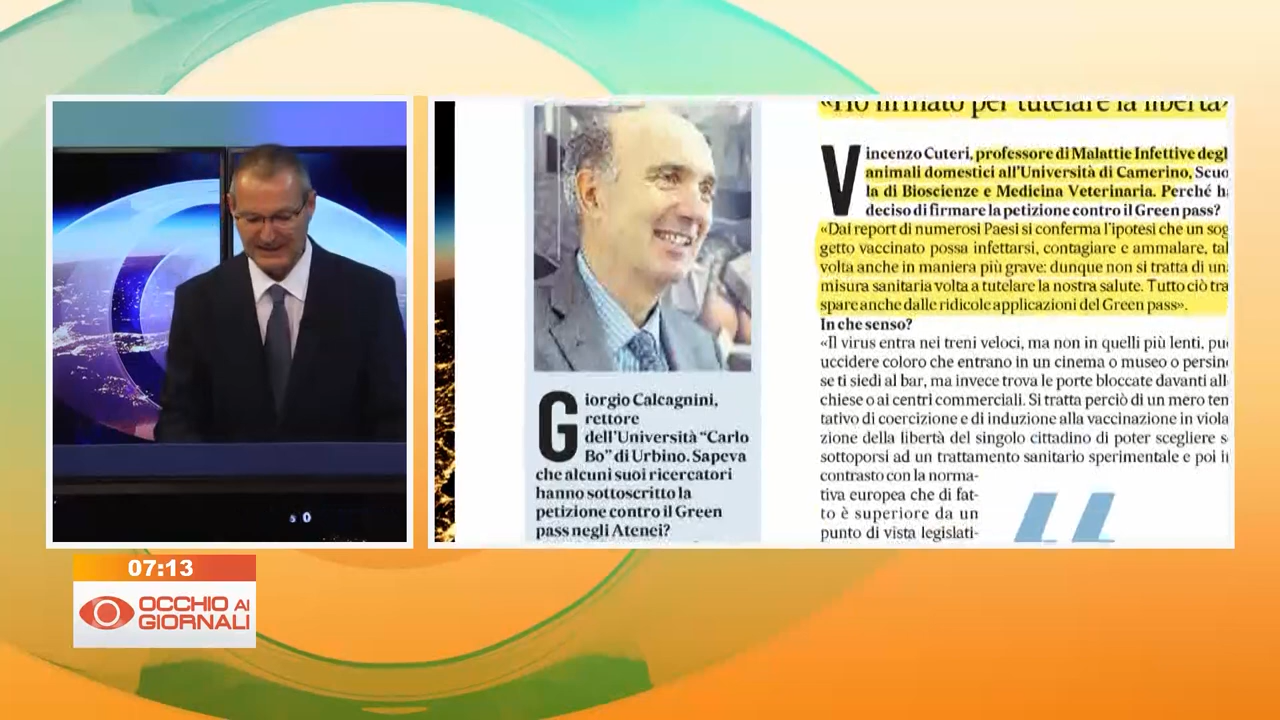 «Ho firmato per tutelare la libertà»
Vincenzo Cuteri, professore di Malattie Infettive degl
animali domestici all'Università di Camerino, Scuo
la di Bioscienze e Medicina Veterinaria. Perché h
deciso di firmare la petizione contro il Green pass?
«Dai report di numerosi Paesi si conferma l'ipotesi che un sog
getto vaccinato possa infettarsi, contagiare e ammalare, tal
volta anche in maniera più grave: dunque non si tratta di un
misura sanitaria volta a tutelare la nostra salute. Tutto ciò tra
spare anche dalle ridicole applicazioni del Green pass».
In che senso?
«Il virus entra nei treni veloci, ma non in quelli più lenti, pu
uccidere coloro che entrano in un cinema o museo o persin
se ti siedi al bar, ma invece trova le porte bloccate davanti all
chiese o ai centri commerciali. Si tratta perciò di un mero ten
tativo di coercizione e di induzione alla vaccinazione in viola
zione della libertà del singolo cittadino di poter scegliere s
sottoporsi ad un trattamento sanitario sperimentale e poi i
contrasto con la norma-
tiva europea che di fat-
to è superiore da un
punto di vista legislati-
Giorgio Calcagnini,
rettore
dell'Università "Carlo
Bo" di Urbino. Sapeva
che alcuni suoi ricercatori
hanno sottoscritto la
petizione contro il Green
pass negli Atenei?
07:13
OCCHIO AI
GIORNALI